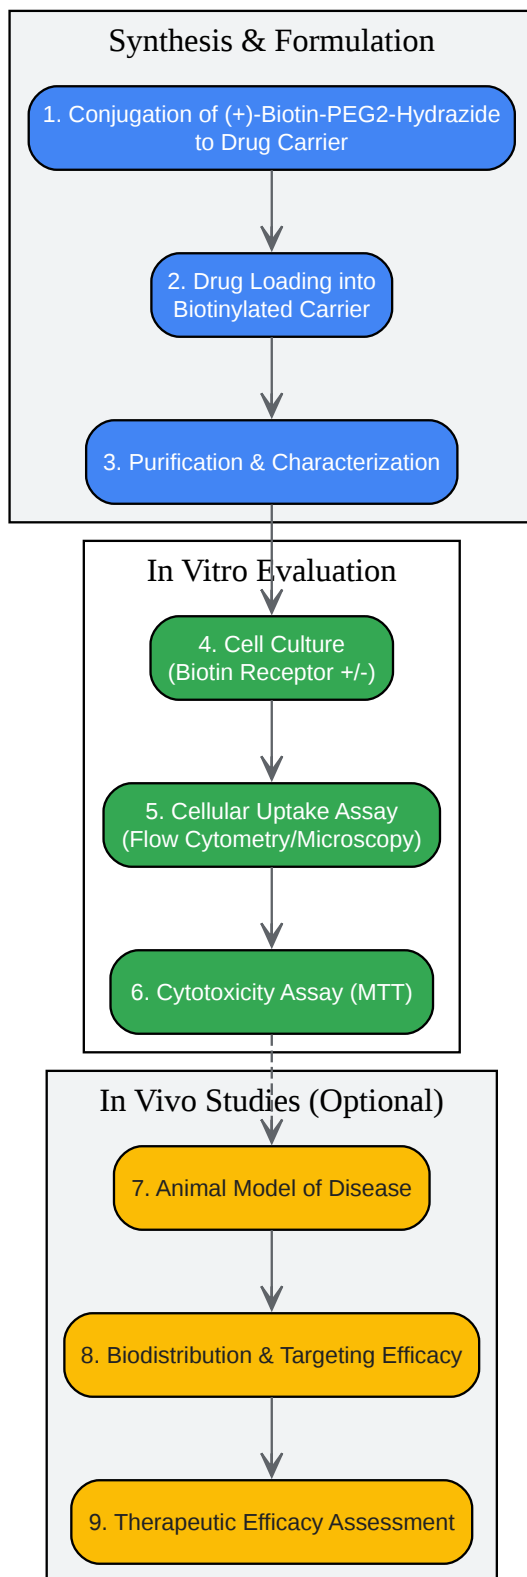 Synthesis & Formulation
1. Conjugation of (+)-Biotin-PEG2-Hydrazide
to Drug Carrier
2. Drug Loading into
Biotinylated Carrier
3. Purification & Characterization
In Vitro Evaluation
4. Cell Culture
(Biotin Receptor +/-)
5. Cellular Uptake Assay
(Flow Cytometry/Microscopy)
6. Cytotoxicity Assay (MTT)
In Vivo Studies (Optional)
7. Animal Model of Disease
8. Biodistribution & Targeting Efficacy
9. Therapeutic Efficacy Assessment